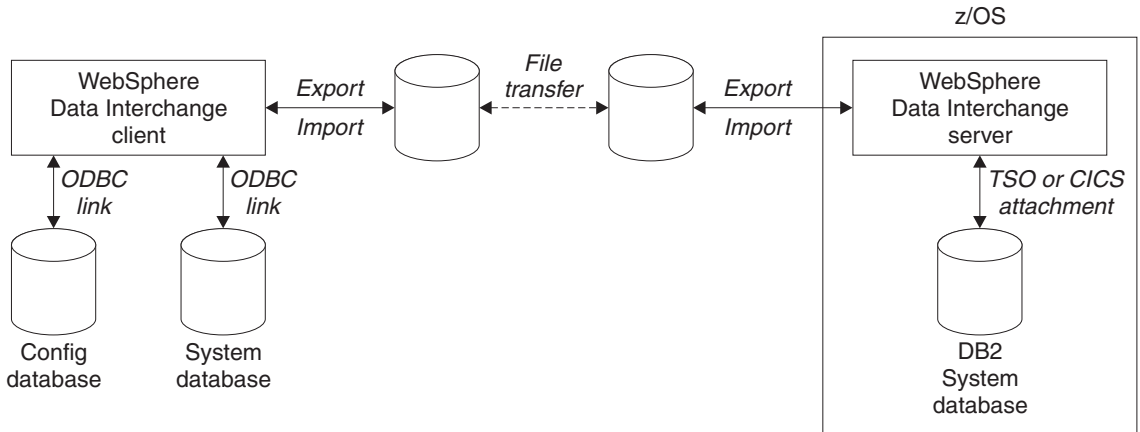 z/OS
WebSphere
Data Interchange
client
Export
Import
File
transfer
Export
Import
WebSphere
Data Interchange
server
ODBC
link
ODBC
link
TSO or CICS
attachment
Config
database
System
database
DB2
System
database